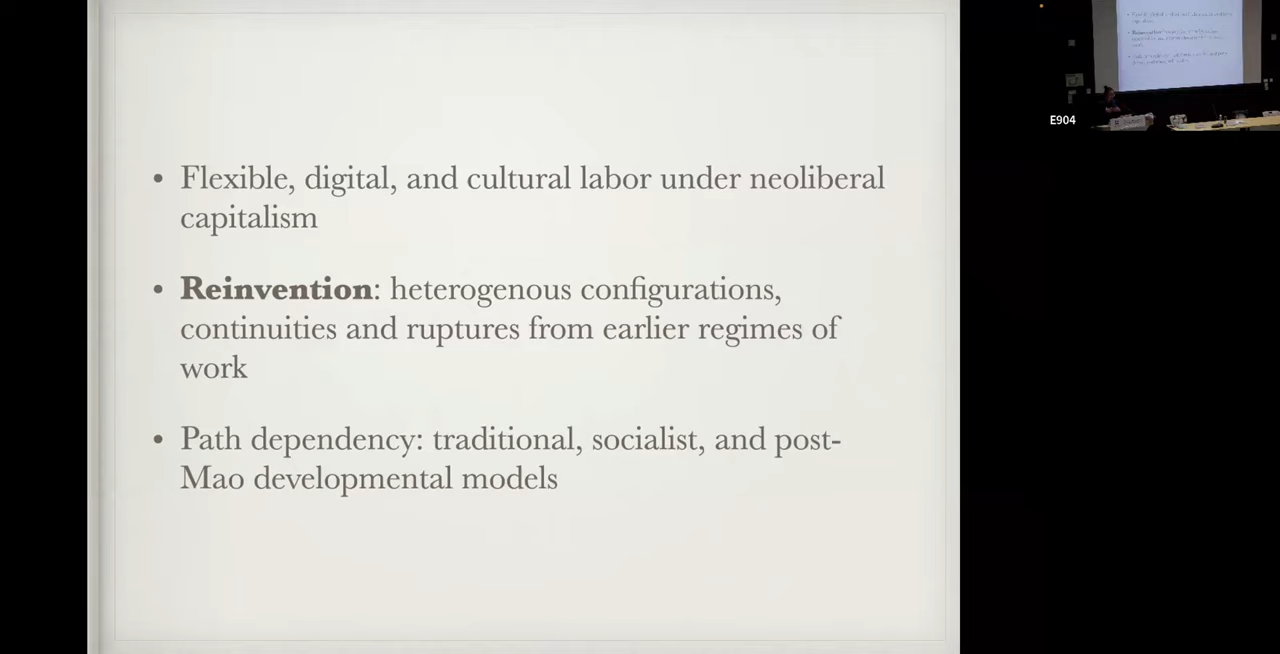 • Flexible, digital, and cultural labor under neoliberal
capitalism
• Reinvention: heterogenous configurations,
continuities and ruptures from earlier regimes of
work
• Path dependency: traditional, socialist, and post-
Mao developmental models
E904